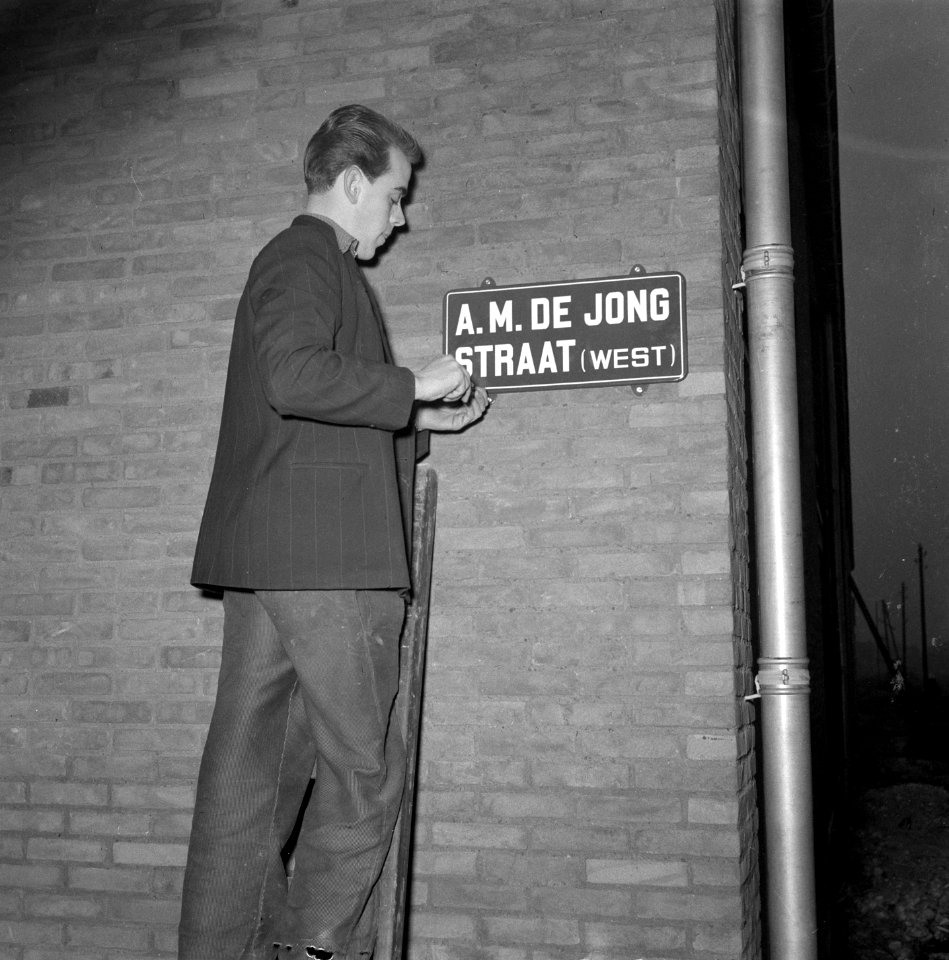 A. M. DE JONG
STRAAT (WEST)